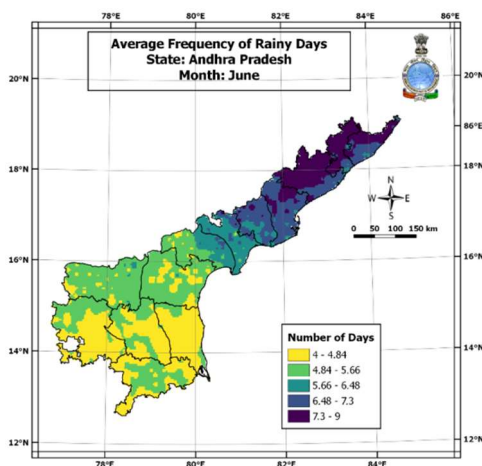 78°E 80°E 82°E 84°E 86°E
Average Frequency of Rainy Days
State: Andhra Pradesh
Month: June
20°N
20°N
86°E
18°N
18°N
N
W E
S
0 50 100 150 km
16°N
16°N
Number of Days
4 - 4.84
4.84 - 5.66
5.66 - 6.48
6.48 - 7.3
7.3 - 9
14°N
14°N
12°N
12°N
78°E 80°E 82°E 84°E